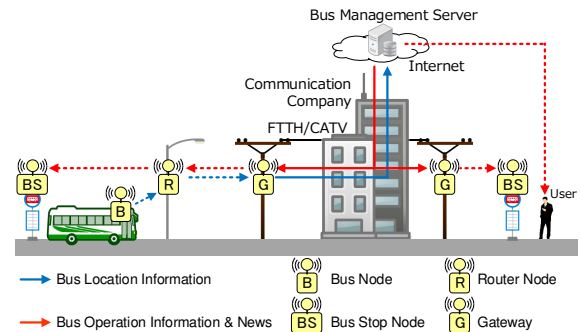 Bus Management Server
Internet
Communication
Company
FTTH/CATV
BS
R
G
G
BS
B
User
Bus Location Information
B
Bus Node
R
Router Node
Bus Operation Information & News
BS
Bus Stop Node
G
Gateway